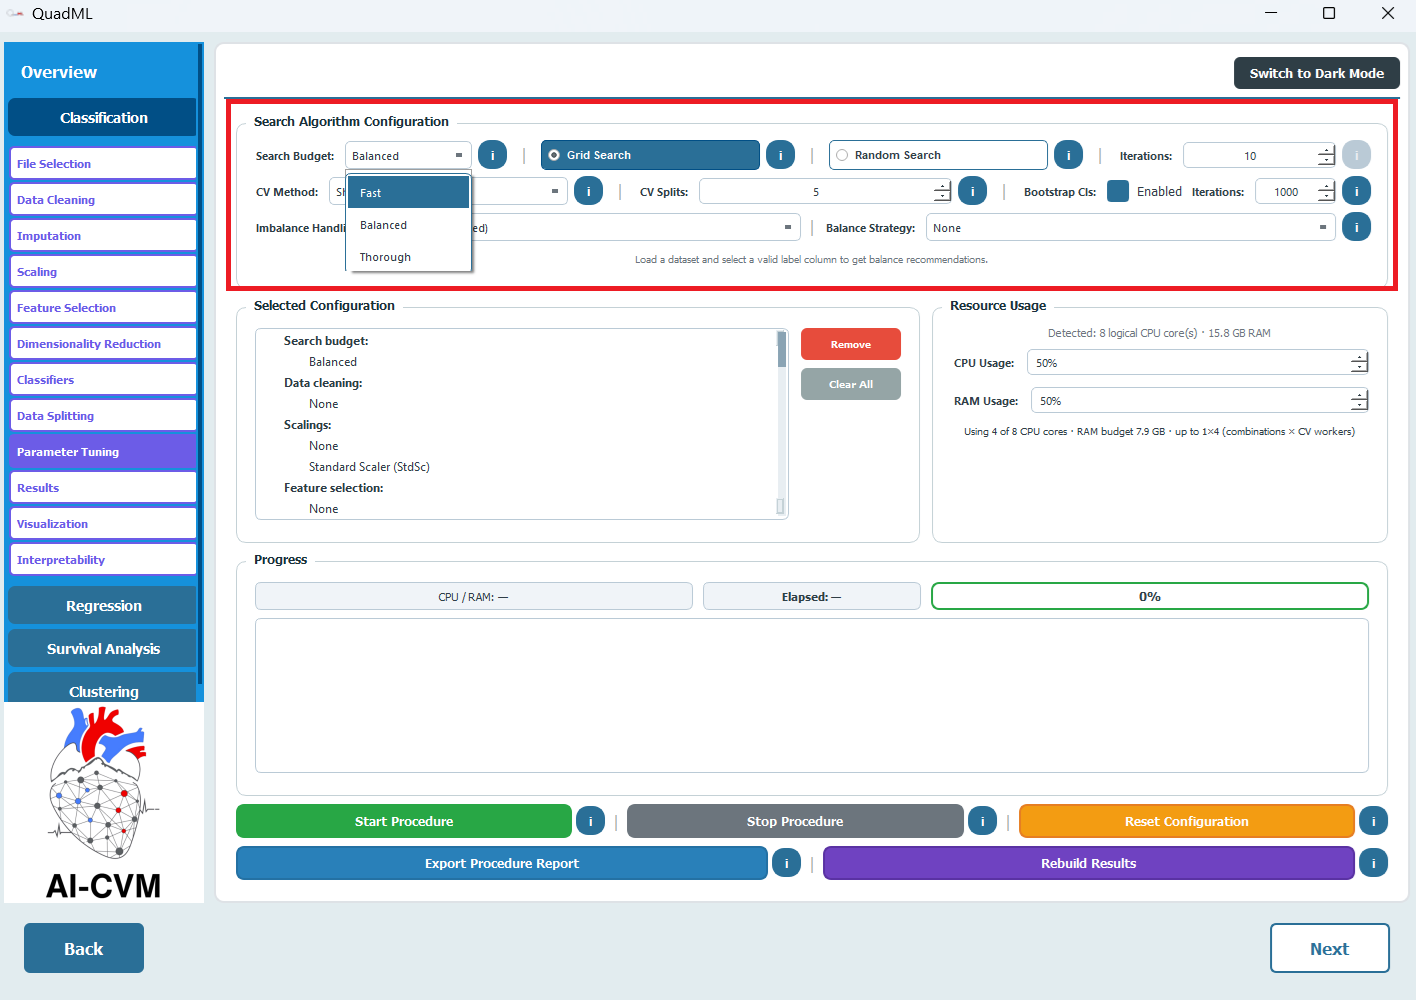 QuadML
Overview
Classification
File Selection
Data Cleaning
Imputation
Scaling
Feature Selection
Dimensionality Reduction
Classifiers
Data Splitting
Parameter Tuning
Results
Visualization
Interpretability
Regression
Survival Analysis
Clustering
AI-CVM
Switch to Dark Mode
Search Algorithm Configuration
Search Budget: Balanced i Grid Search i Random Search i Iterations: 10 i
CV Method: i CV Splits: 5 i Bootstrap CIs: Enabled Iterations: 1000 i
Fast
Balanced
Thorough
Imbalance Balance Strategy: None i
Load a dataset and select a valid label column to get balance recommendations.
Selected Configuration
Search budget:
Balanced
Data cleaning:
None
Scalings:
None
Standard Scaler (StdSc)
Feature selection:
None
Remove
Clear All
Resource Usage
Detected: 8 logical CPU core(s) · 15.8 GB RAM
CPU Usage: 50%
RAM Usage: 50%
Using 4 of 8 CPU cores · RAM budget 7.9 GB · up to 1×4 (combinations × CV workers)
Progress
CPU / RAM: — Elapsed: — 0%
Start Procedure i Stop Procedure i Reset Configuration i
Export Procedure Report i Rebuild Results i
Back Next